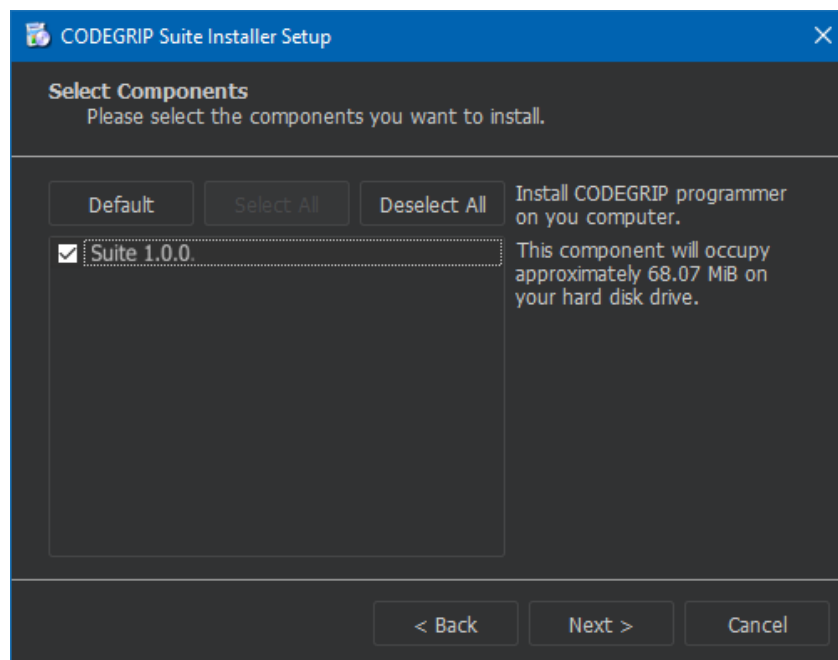 CODEGRIP Suite Installer Setup
Select Components
Please select the components you want to install.
Default
Select All
Deselect All
Suite 1.0.0.
Install CODEGRIP programmer
on you computer.
This component will occupy
approximately 68.07 MiB on
your hard disk drive.
< Back
Next >
Cancel